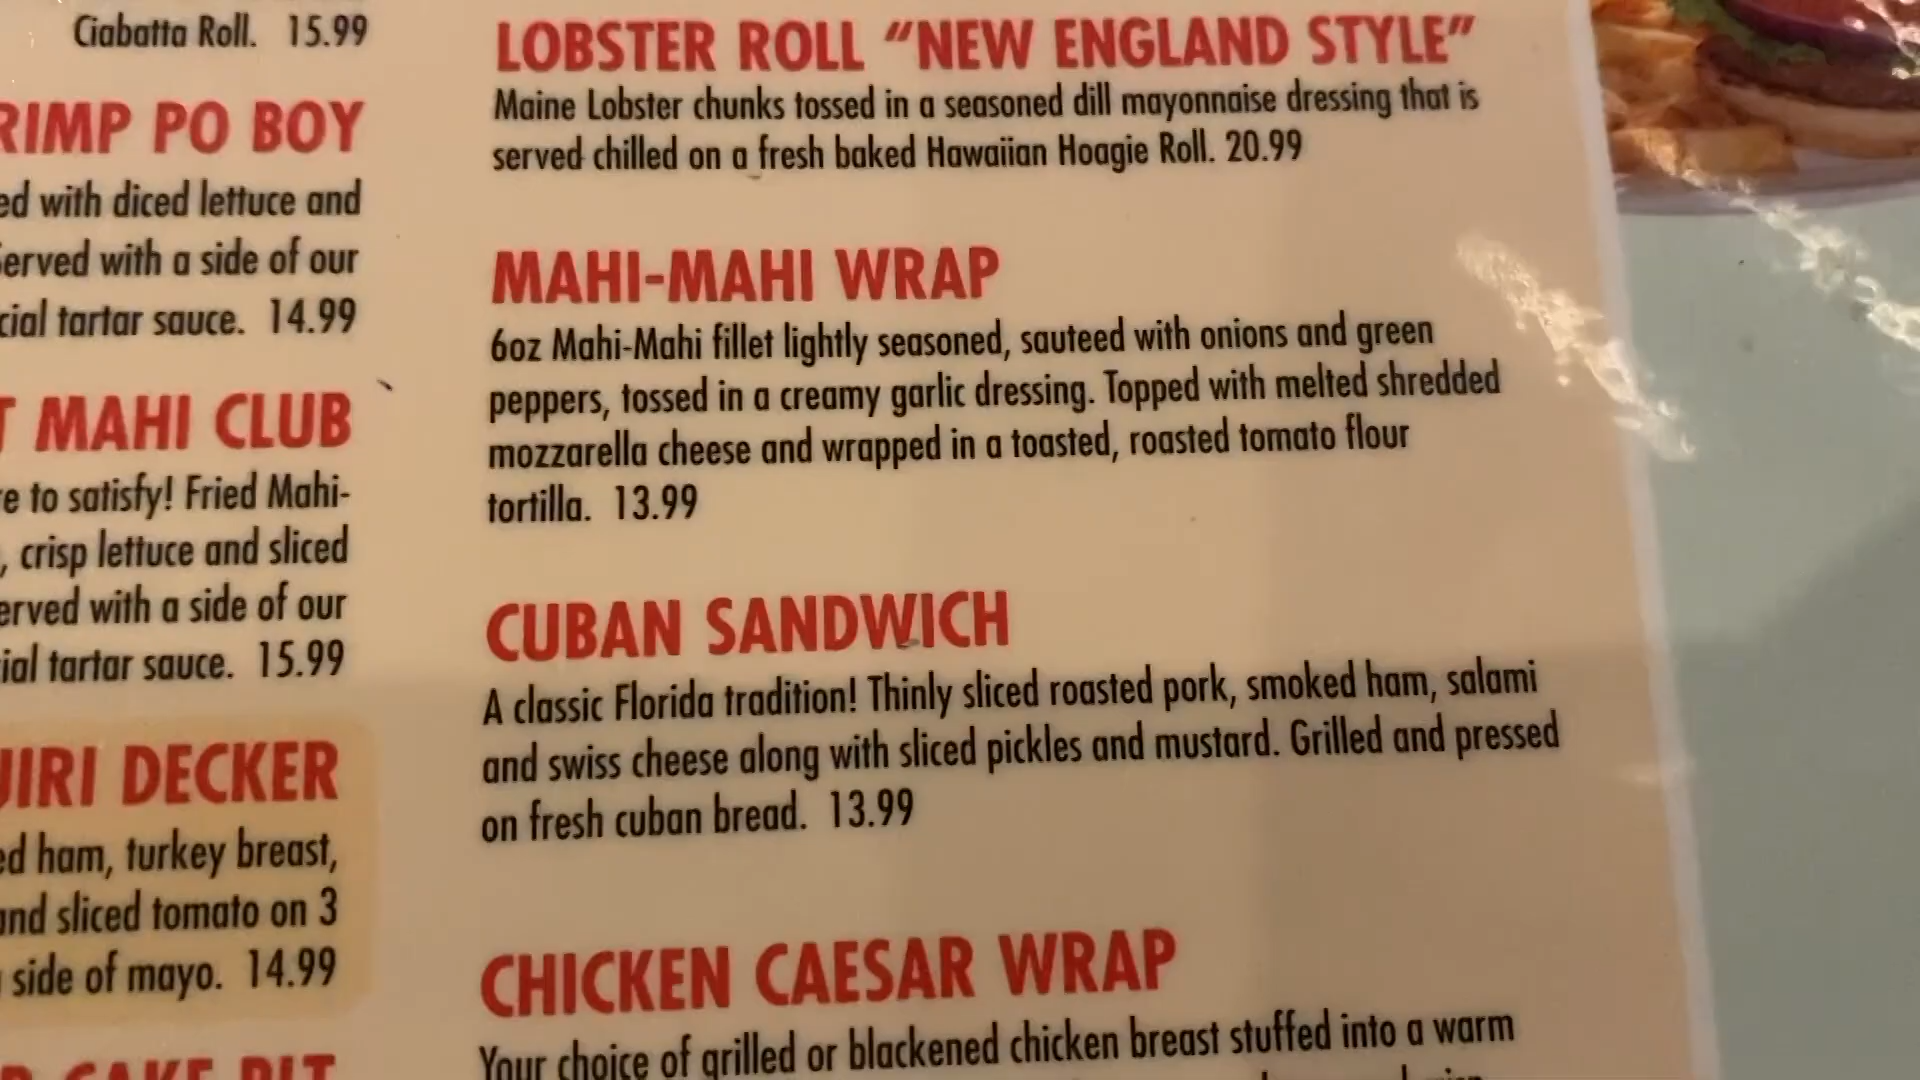 Ciabatta Roll. 15.99
PO BOY
with diced lettuce and
with a side of our
tartar sauce. 14.99
MAHI CLUB
to satisfy! Fried Mahi-
, crisp lettuce and sliced
with a side of our
tartar sauce. 15.99
DECKER
ham, turkey breast,
and sliced tomato on 3
side of mayo. 14.99
LOBSTER ROLL “NEW ENGLAND STYLE”
Maine Lobster chunks tossed in a seasoned dill mayonnaise dressing that is
served chilled on a fresh baked Hawaiian Hoagie Roll. 20.99
MAHI-MAHI WRAP
6oz Mahi-Mahi fillet lightly seasoned, sauteed with onions and green
peppers, tossed in a creamy garlic dressing. Topped with melted shredded
mozzarella cheese and wrapped in a toasted, roasted tomato flour
tortilla. 13.99
CUBAN SANDWICH
A classic Florida tradition! Thinly sliced roasted pork, smoked ham, salami
and swiss cheese along with sliced pickles and mustard. Grilled and pressed
on fresh cuban bread. 13.99
CHICKEN CAESAR WRAP
Your choice of grilled or blackened chicken breast stuffed into a warm